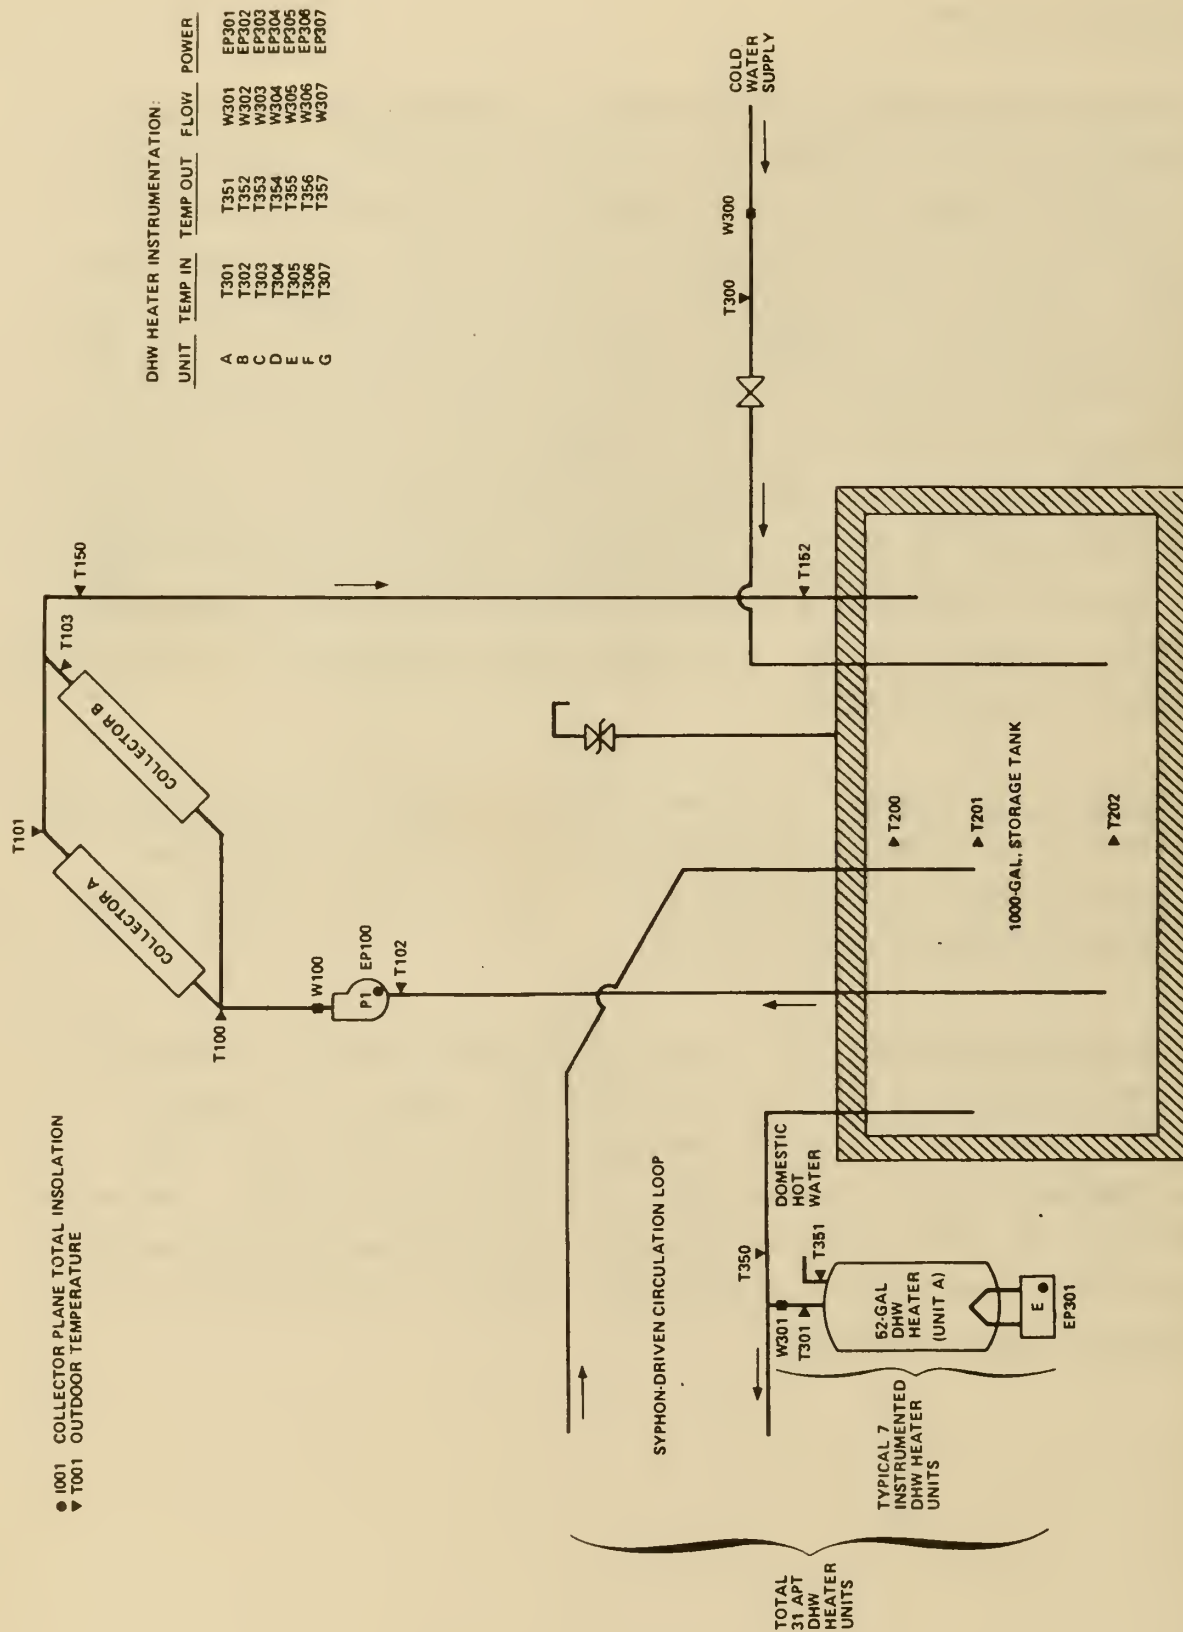 ● I001 COLLECTOR PLANE TOTAL INSOLATION
▼ T001 OUTDOOR TEMPERATURE
DHW HEATER INSTRUMENTATION:
UNIT TEMP IN TEMP OUT FLOW POWER
A T301 T351 W301 EP301
B T302 T352 W302 EP302
C T303 T353 W303 EP303
D T304 T354 W304 EP304
E T305 T355 W305 EP305
F T306 T356 W306 EP306
G T307 T357 W307 EP307
T101
T150
T103
COLLECTOR A
COLLECTOR B
T100
W100
P1
EP100
T102
COLD
WATER
SUPPLY
W300
T300
T152
T200
T201
T202
1000-GAL. STORAGE TANK
SYPHON-DRIVEN CIRCULATION LOOP
DOMESTIC
HOT
WATER
T350
T351
W301
T301
52-GAL
DHW
HEATER
(UNIT A)
E
EP301
TYPICAL 7
INSTRUMENTED
DHW HEATER
UNITS
TOTAL
31 APT
DHW
HEATER
UNITS